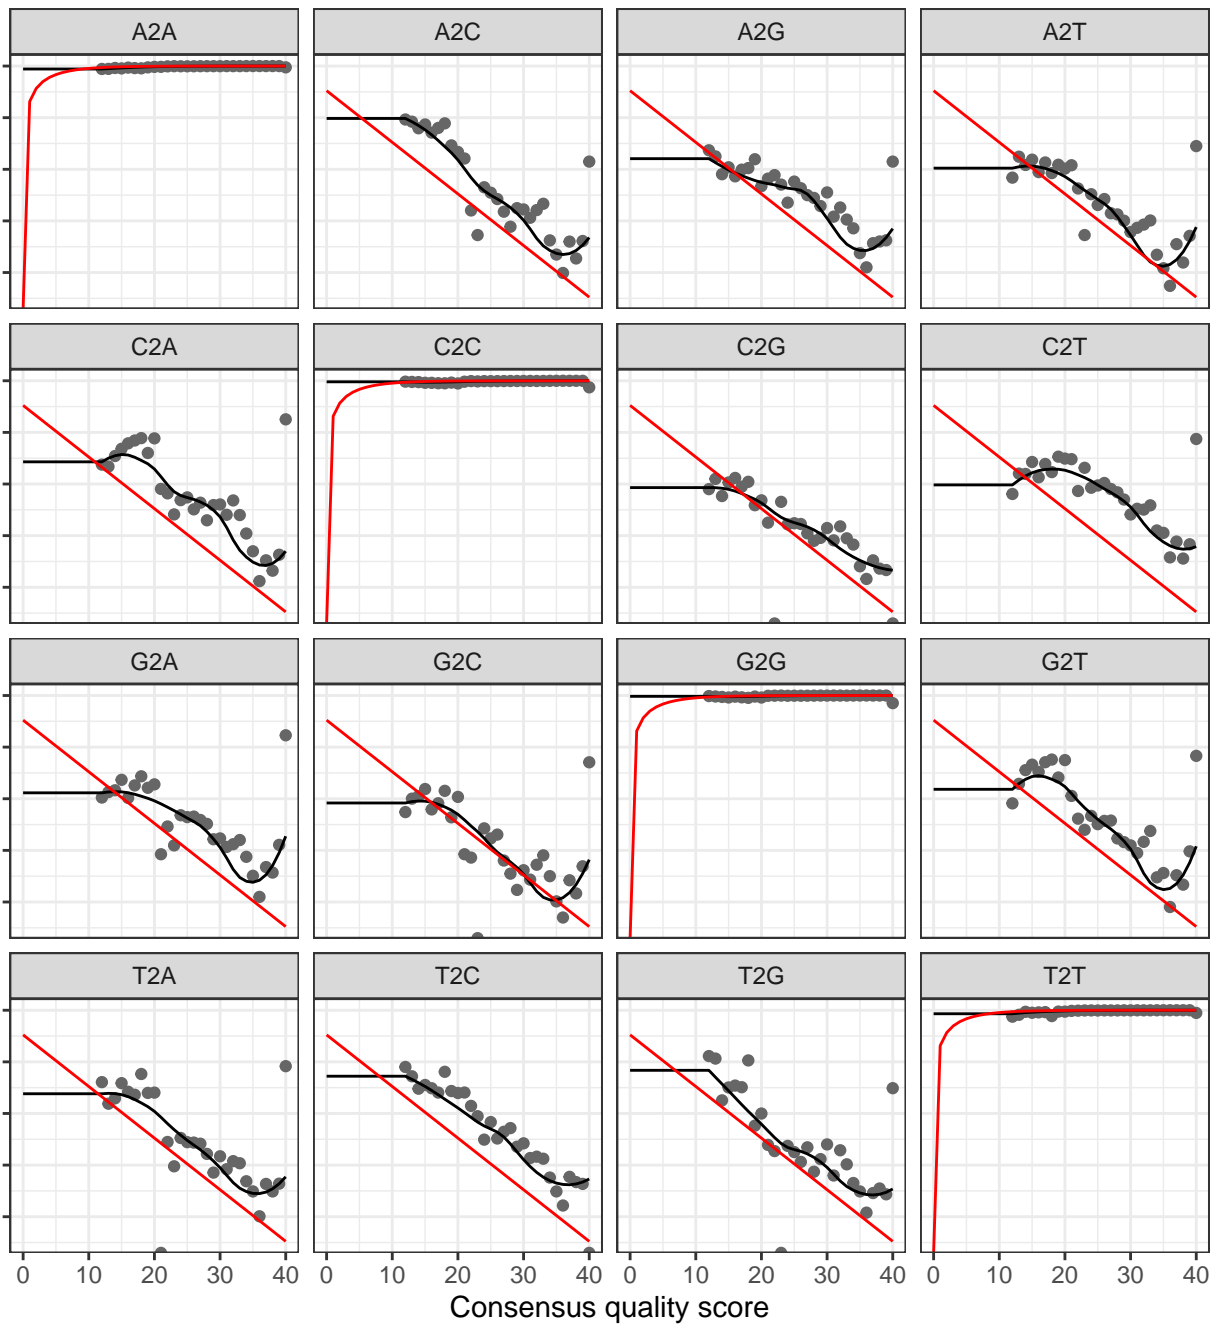 A2A A2C A2G A2T
C2A C2C C2G C2T
G2A G2C G2G G2T
T2A T2C T2G T2T
0 10 20 30 40 0 10 20 30 40 0 10 20 30 40 0 10 20 30 40
Consensus quality score